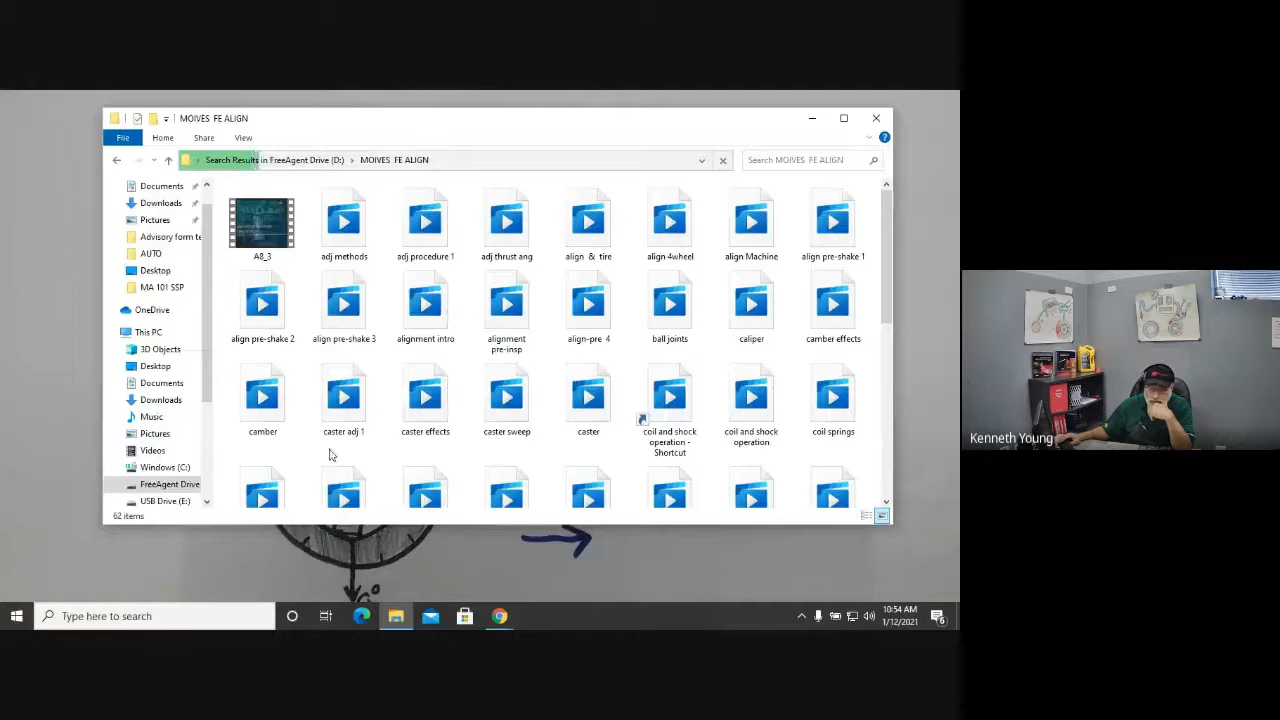 MOIVES  FE ALIGN
File Home Share View
Search Results in FreeAgent Drive (D:) > MOIVES  FE ALIGN
Search MOIVES FE ALIGN
Documents
Downloads
Pictures
Advisory form te
AUTO
Desktop
MA 101 SSP
OneDrive
This PC
3D Objects
Desktop
Documents
Downloads
Music
Pictures
Videos
Windows (C:)
FreeAgent Drive
USB Drive (E:)
A8_3
adj methods
adj procedure 1
adj thrust ang
align & tire
align 4wheel
align Machine
align pre-shake 1
align pre-shake 2
align pre-shake 3
alignment intro
alignment
pre-insp
align-pre 4
ball joints
caliper
camber effects
camber
caster adj 1
caster effects
caster sweep
caster
coil and shock
operation -
Shortcut
coil and shock
operation
coil springs
62 items
Type here to search
10:54 AM
1/12/2021
6
Kenneth Young